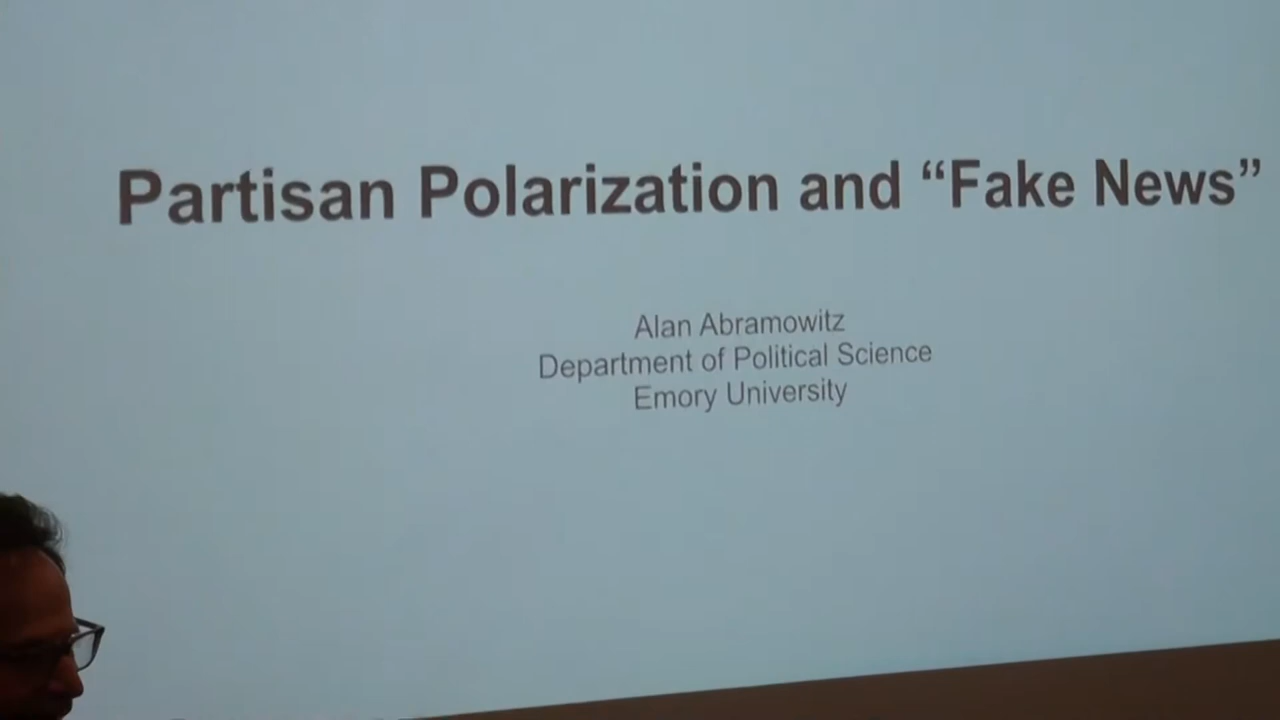 Partisan Polarization and “Fake News”
Alan Abramowitz
Department of Political Science
Emory University